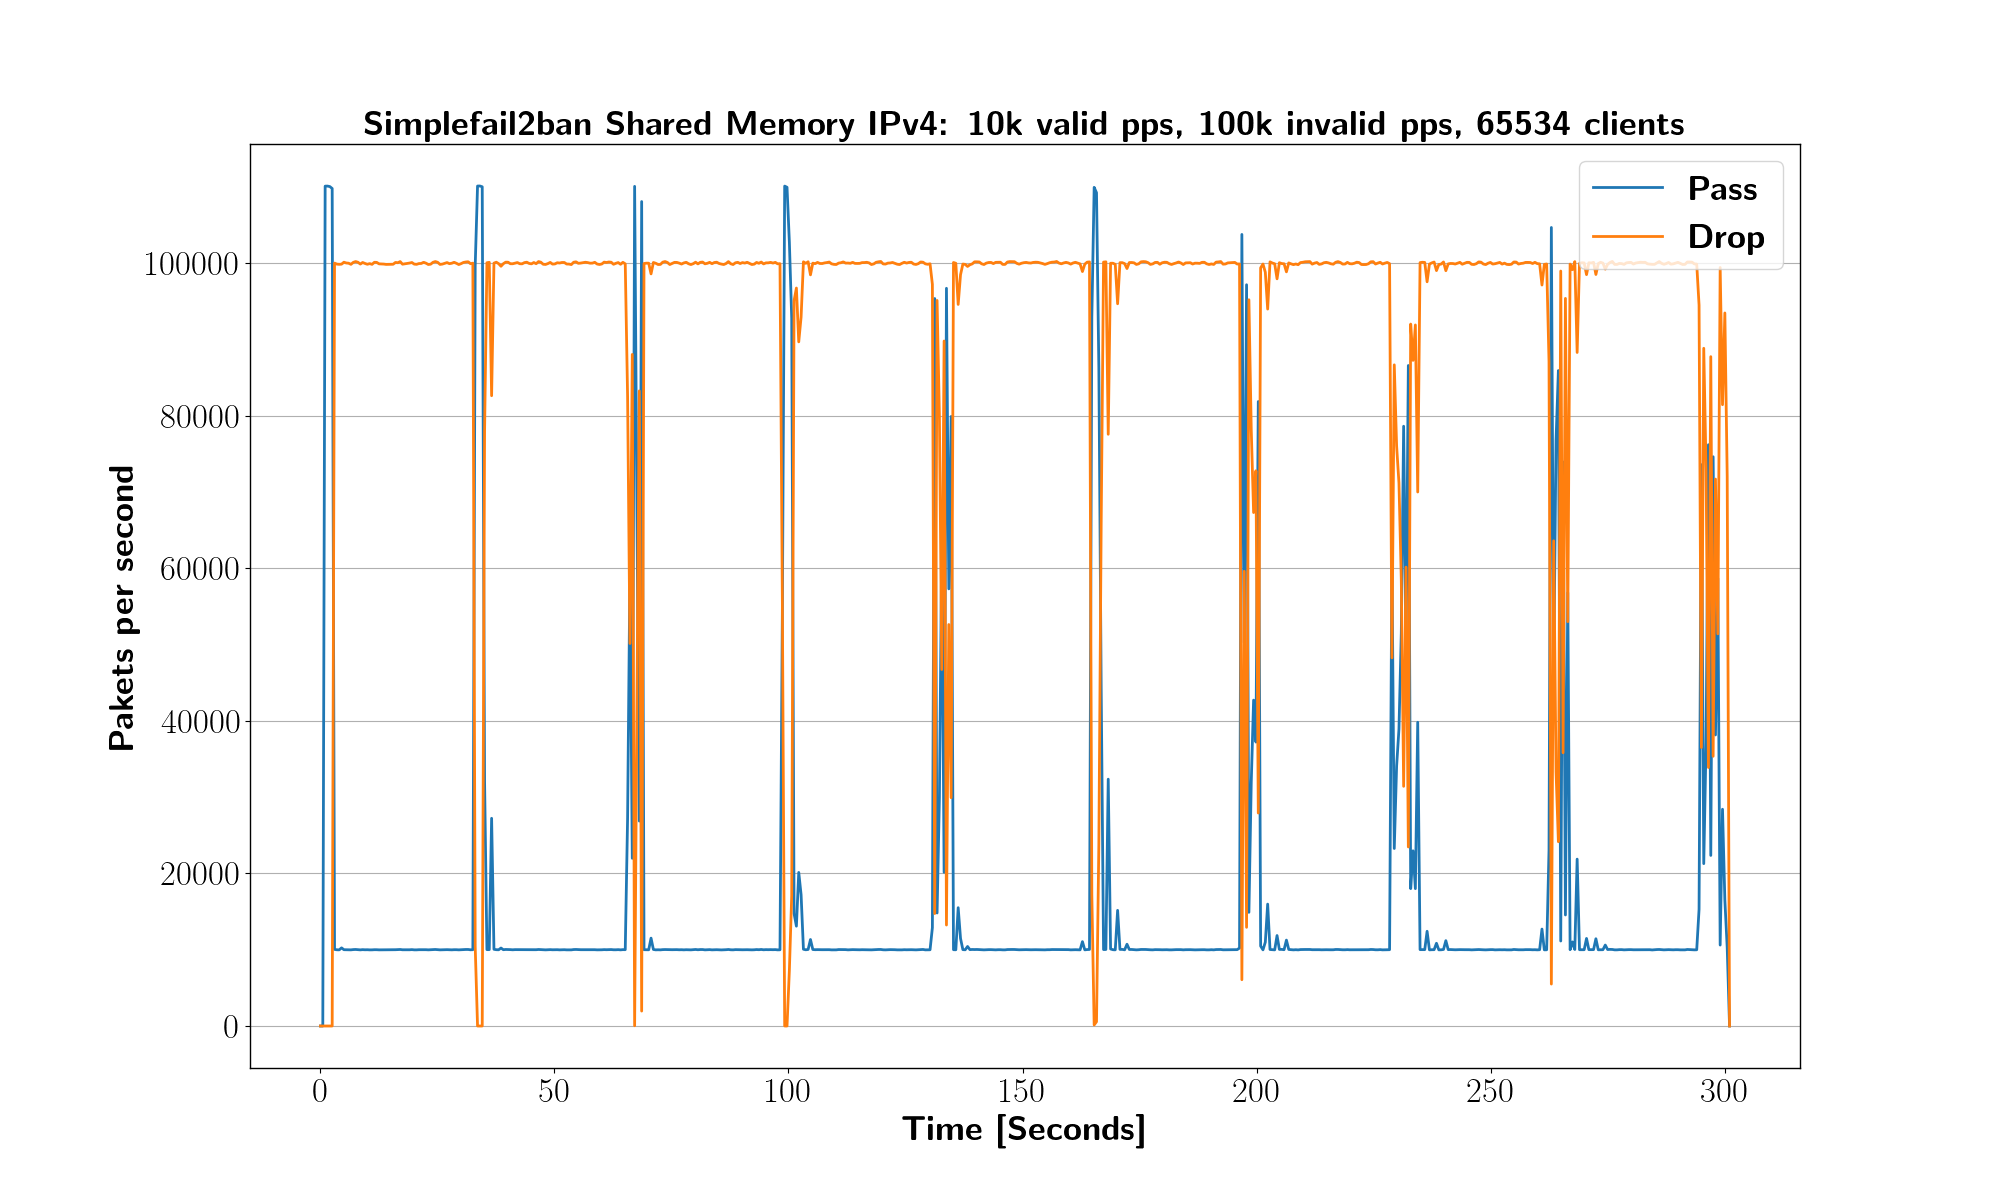 Simplefail2ban Shared Memory IPv4: 10k valid pps, 100k invalid pps, 65534 clients
Pass
Drop
100000
80000
60000
40000
20000
0
Pakets per second
0 50 100 150 200 250 300
Time [Seconds]